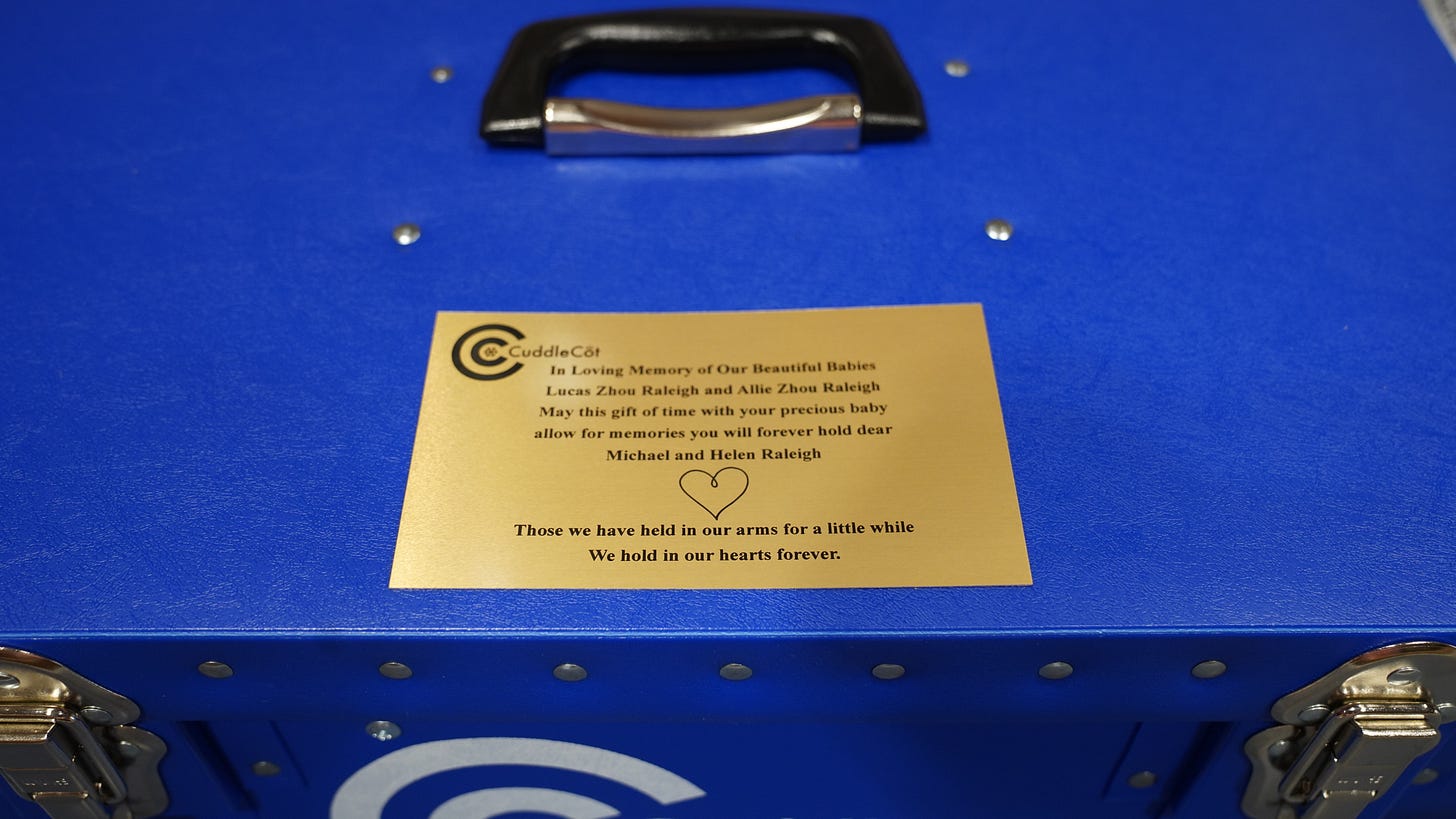 CuddleCot
In Loving Memory of Our Beautiful Babies
Lucas Zhou Raleigh and Allie Zhou Raleigh
May this gift of time with your precious baby
allow for memories you will forever hold dear
Michael and Helen Raleigh
Those we have held in our arms for a little while
We hold in our hearts forever.